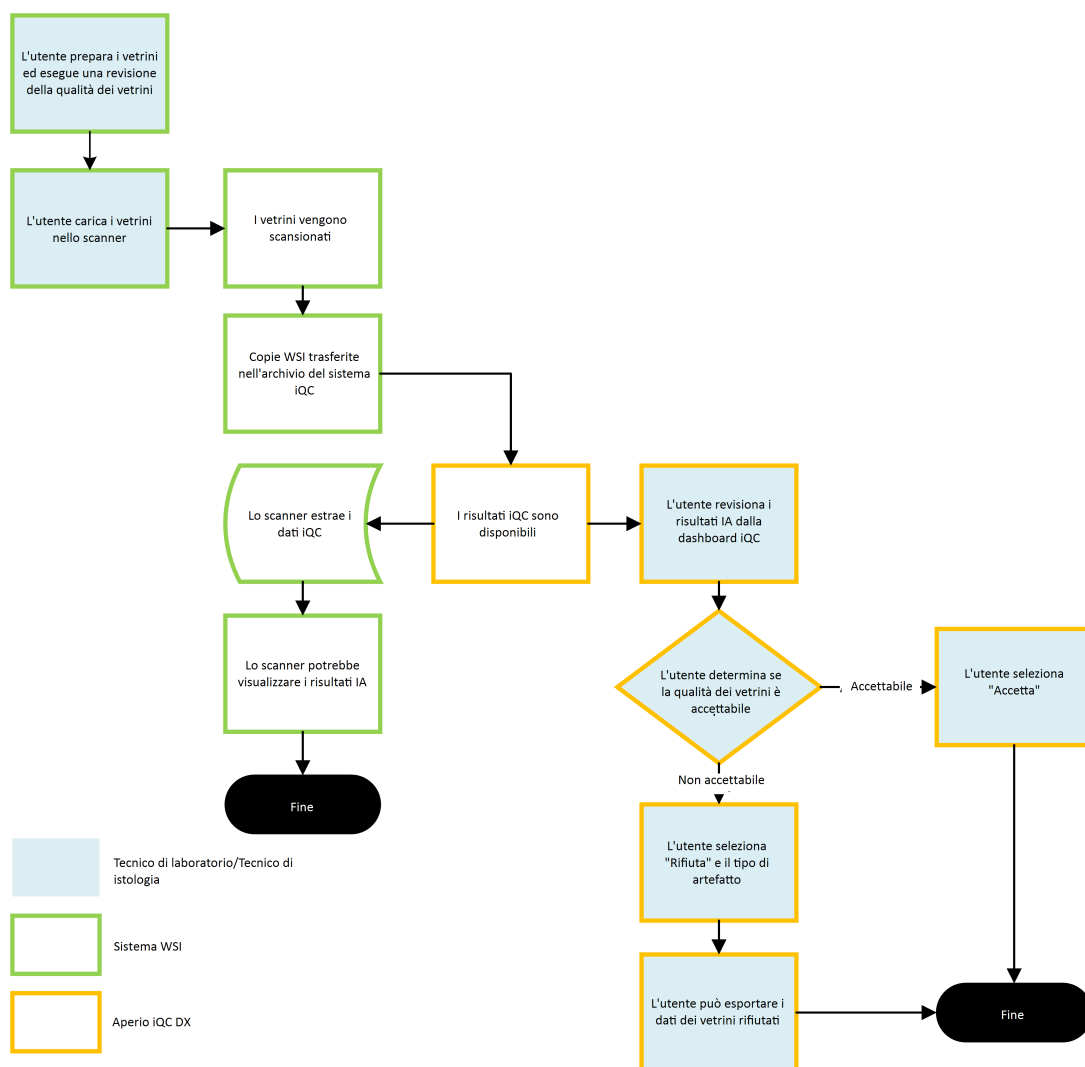 L'utente prepara i vetrini
ed esegue una revisione
della qualità dei vetrini
L'utente carica i vetrini
nello scanner
I vetrini vengono
scansionati
Copie WSI trasferite
nell'archivio del sistema
iQC
Lo scanner estrae i
dati iQC
I risultati iQC sono
disponibili
L'utente revisiona i
risultati IA dalla
dashboard iQC
Lo scanner potrebbe
visualizzare i risultati IA
L'utente determina se
la qualità dei vetrini è
accettabile
Accettabile
L'utente seleziona
"Accetta"
Non accettabile
Fine
L'utente seleziona
"Rifiuta" e il tipo di
artefatto
L'utente può esportare i
dati dei vetrini rifiutati
Fine
Tecnico di laboratorio/Tecnico di
istologia
Sistema WSI
Aperio iQC DX